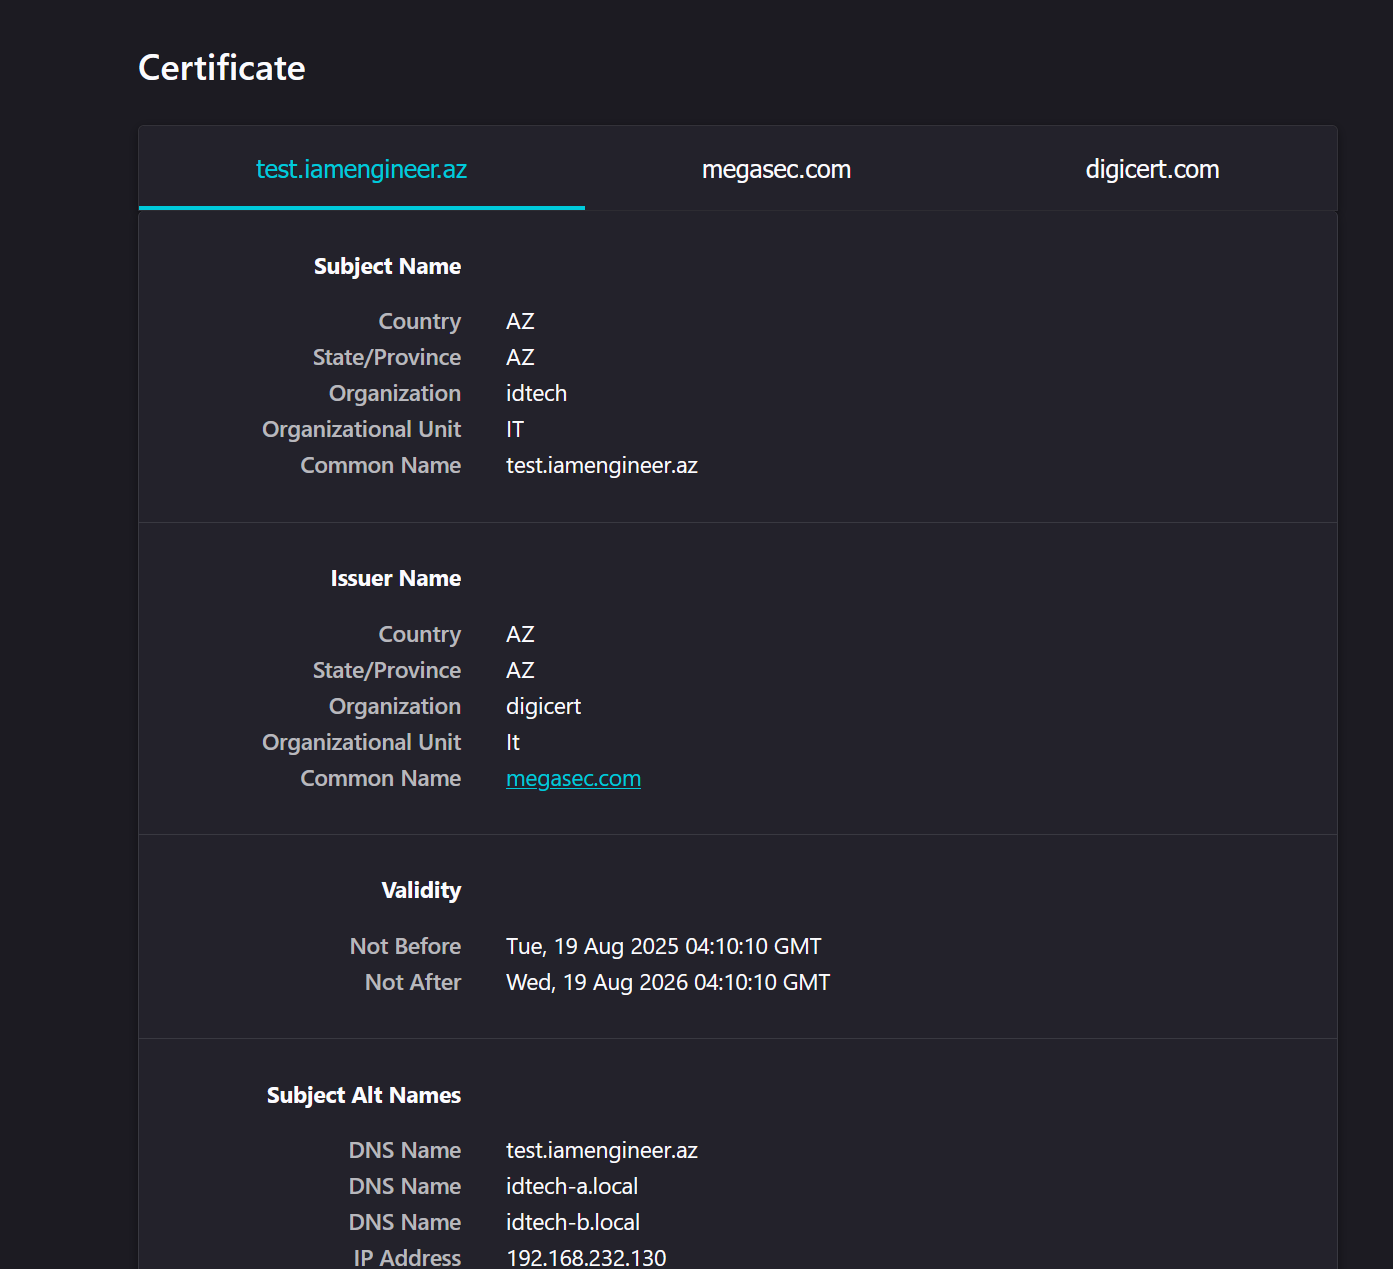 Certificate
test.iamengineer.az megasec.com digicert.com
Subject Name
Country AZ
State/Province AZ
Organization idtech
Organizational Unit IT
Common Name test.iamengineer.az
Issuer Name
Country AZ
State/Province AZ
Organization digicert
Organizational Unit It
Common Name megasec.com
Validity
Not Before Tue, 19 Aug 2025 04:10:10 GMT
Not After Wed, 19 Aug 2026 04:10:10 GMT
Subject Alt Names
DNS Name test.iamengineer.az
DNS Name idtech-a.local
DNS Name idtech-b.local
IP Address 192.168.232.130